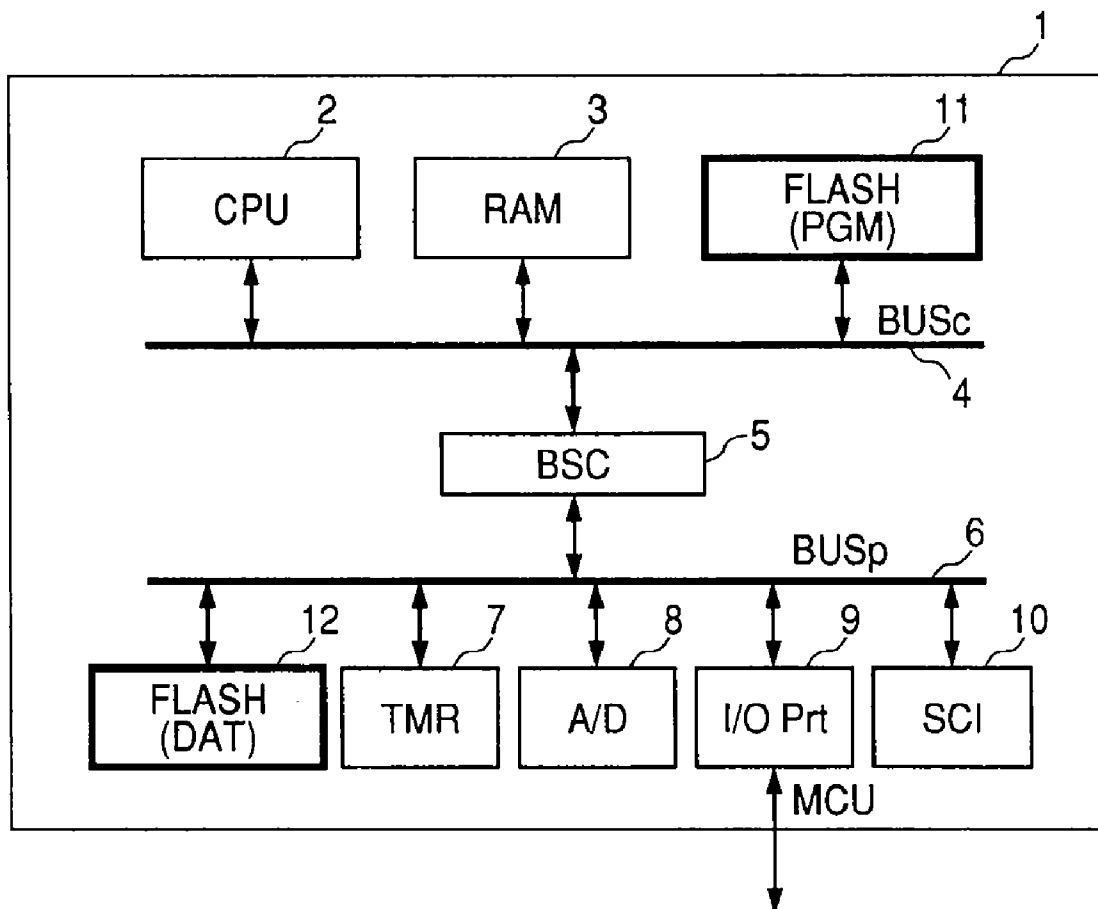 1
2 3 11
CPU RAM FLASH
(PGM)
BUSc
4
BSC 5
BUSp 6
12 7 8 9 10
FLASH
(DAT) TMR A/D I/O Prt SCI
MCU